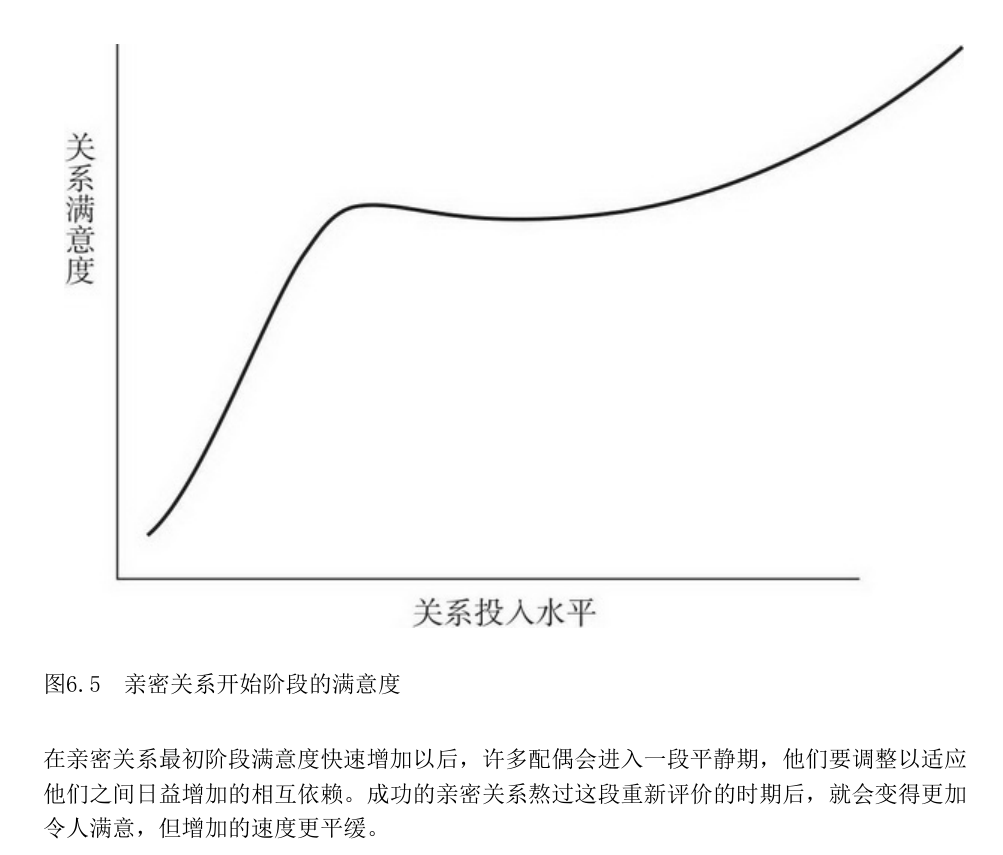 关系满意度
关系投入水平
图6.5 亲密关系开始阶段的满意度
在亲密关系最初阶段满意度快速增加以后，许多配偶会进入一段平静期，他们要调整以适应
他们之间日益增加的相互依赖。成功的亲密关系熬过这段重新评价的时期后，就会变得更加
令人满意，但增加的速度更平缓。